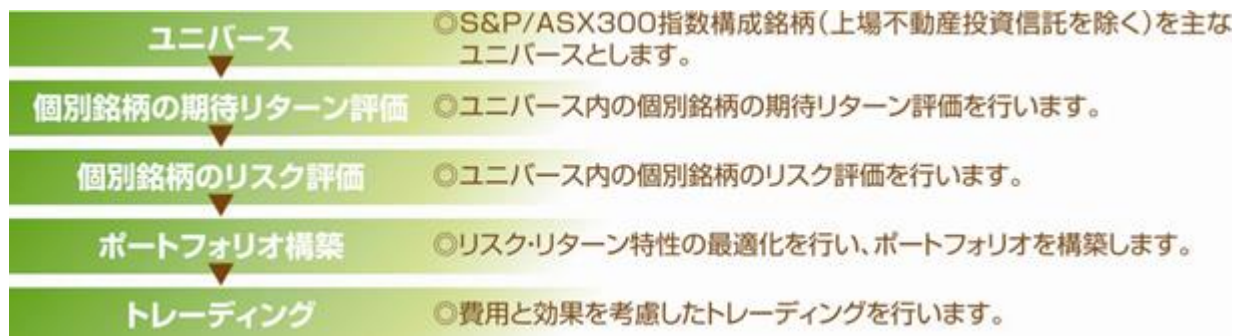 ユニバース
◎S&P/ASX300指数構成銘柄(上場不動産投資信託を除く)を主な
ユニバースとします。
個別銘柄の期待リターン評価
◎ユニバース内の個別銘柄の期待リターン評価を行います。
個別銘柄のリスク評価
◎ユニバース内の個別銘柄のリスク評価を行います。
ポートフォリオ構築
◎リスク・リターン特性の最適化を行い、ポートフォリオを構築します。
トレーディング
◎費用と効果を考慮したトレーディングを行います。